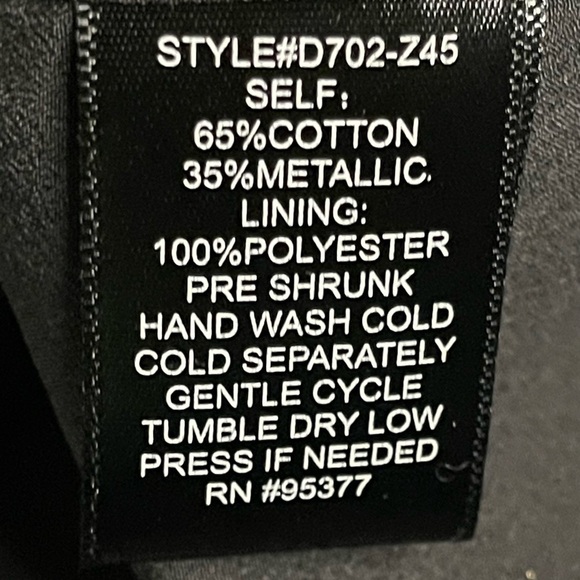 STYLE#D702-Z45
SELF:
65%COTTON
35%METALLIC.
LINING:
100%POLYESTER
PRE SHRUNK
HAND WASH COLD
COLD SEPARATELY
GENTLE CYCLE
TUMBLE DRY LOW
PRESS IF NEEDED
RN #95377